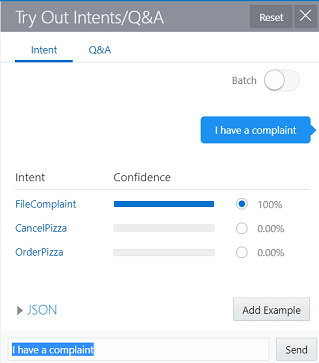 Try Out Intents/Q&A Reset
Intent Q&A
Batch
I have a complaint
Intent Confidence
FileComplaint 100%
CancelPizza 0.00%
OrderPizza 0.00%
JSON Add Example
I have a complaint Send